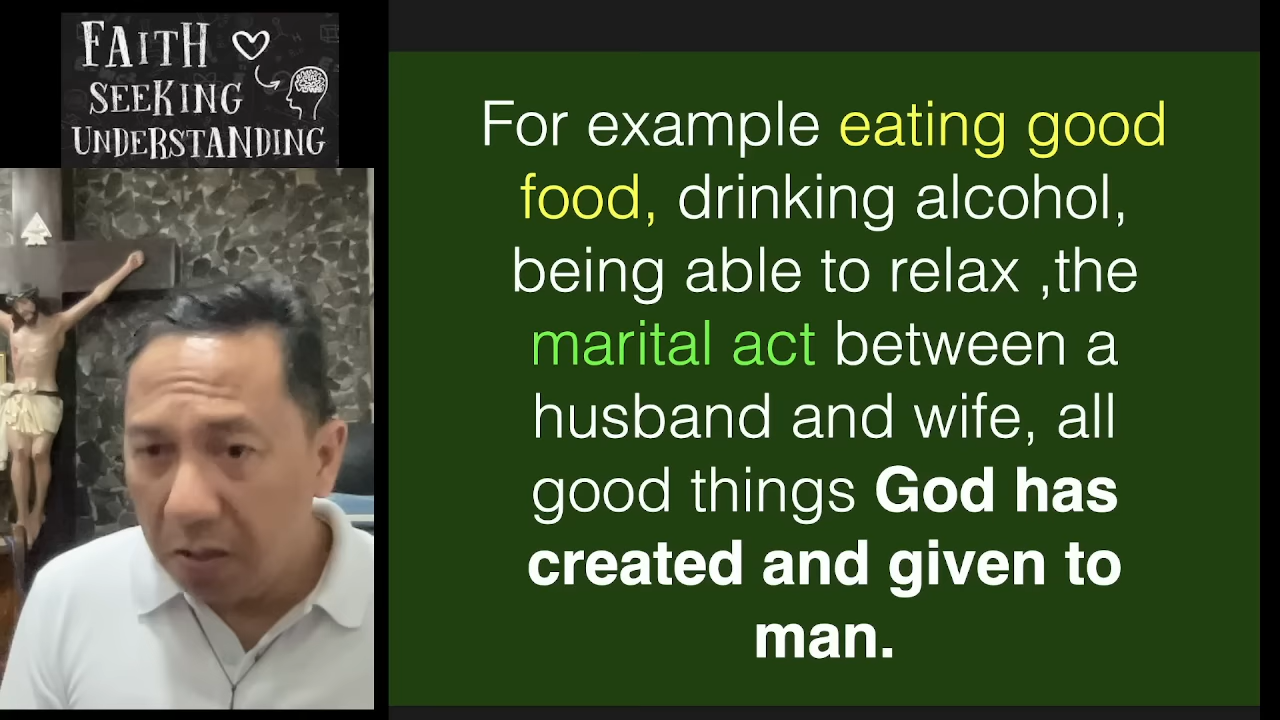 FAITH
SEEKING
UNDERSTANDING
For example eating good
food, drinking alcohol,
being able to relax ,the
marital act between a
husband and wife, all
good things God has
created and given to
man.